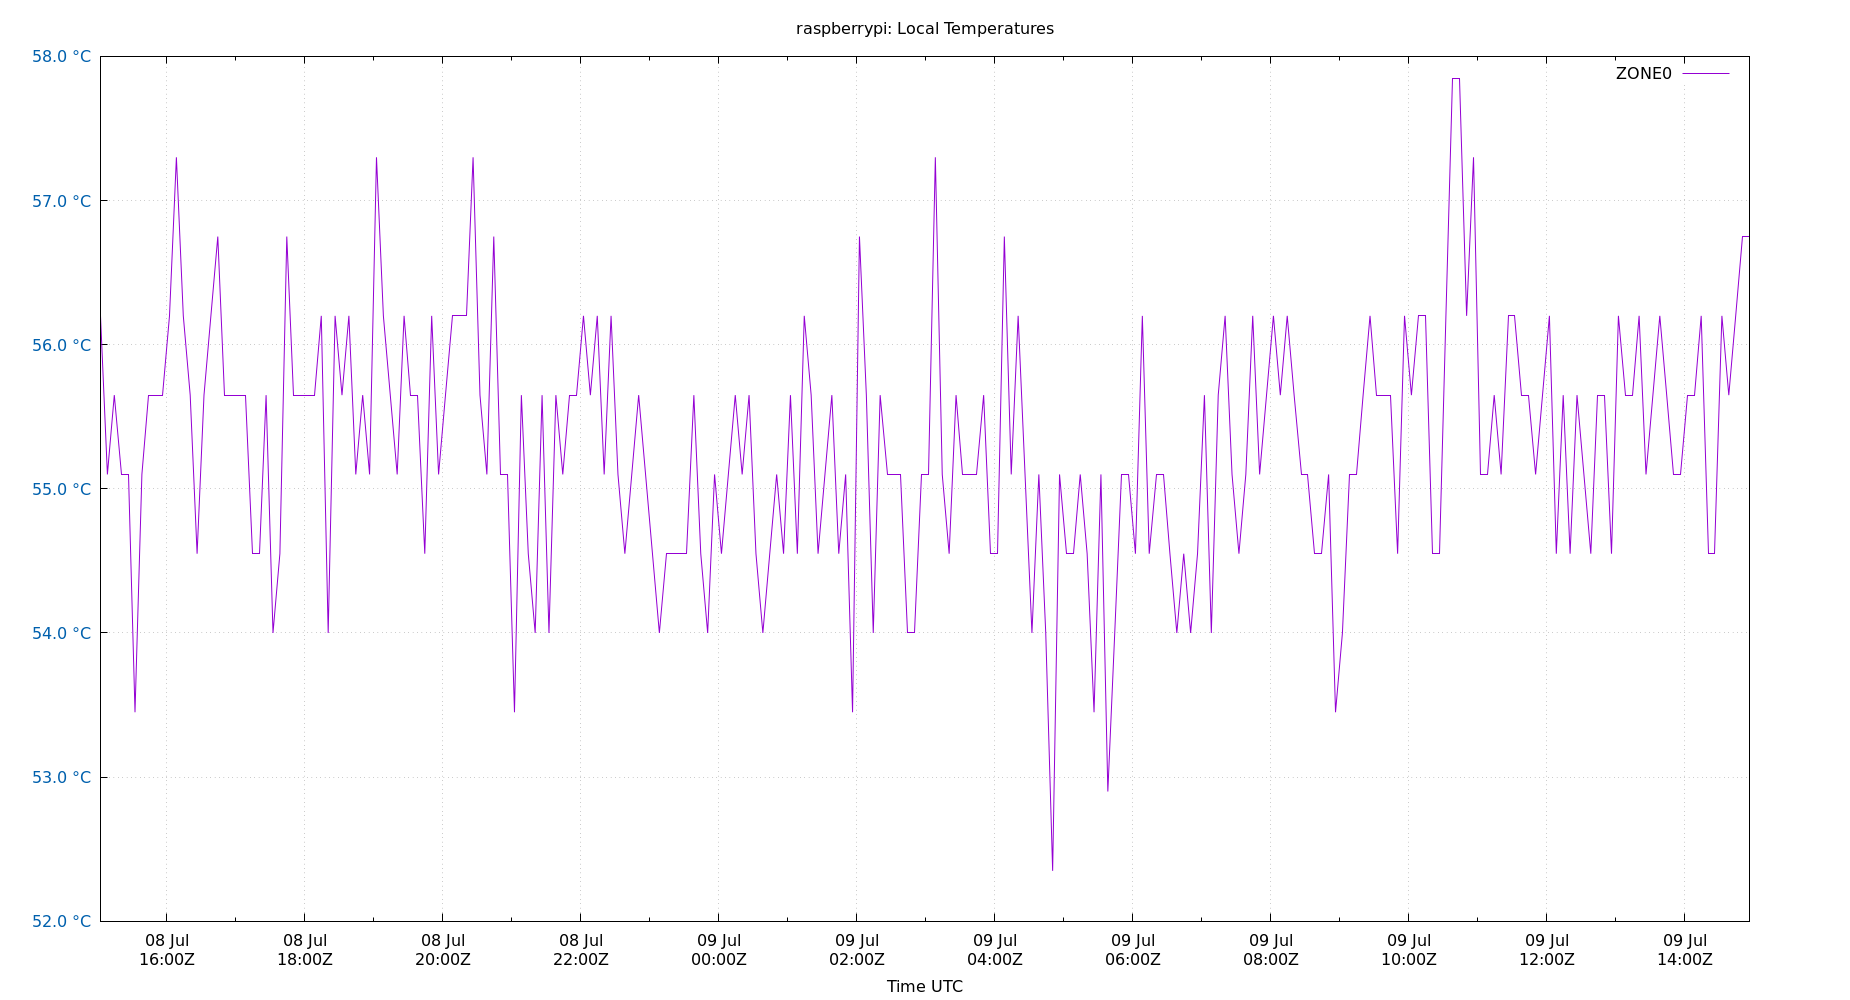 raspberrypi: Local Temperatures
58.0 °C
ZONE0
57.0 °C
56.0 °C
55.0 °C
54.0 °C
53.0 °C
52.0 °C
08 Jul 08 Jul 08 Jul 08 Jul 09 Jul 09 Jul 09 Jul 09 Jul 09 Jul 09 Jul 09 Jul 09 Jul
16:00Z 18:00Z 20:00Z 22:00Z 00:00Z 02:00Z 04:00Z 06:00Z 08:00Z 10:00Z 12:00Z 14:00Z
Time UTC